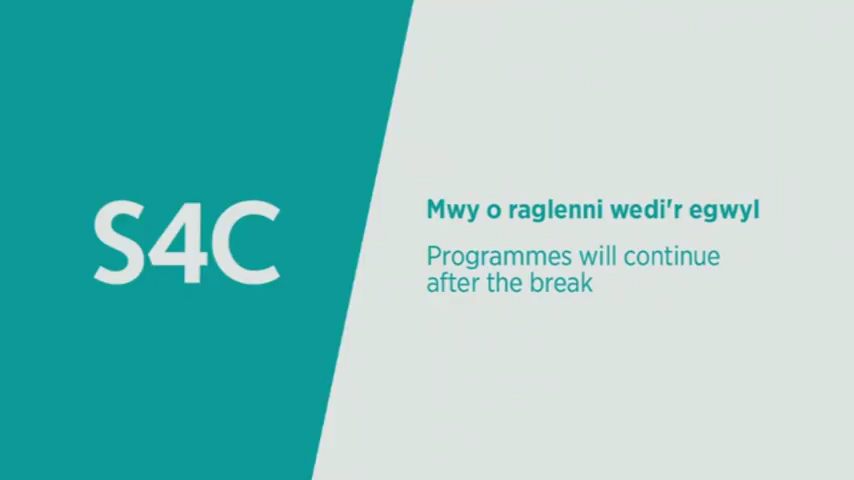 S4C
Mwy o raglenni wedi'r egwyl
Programmes will continue
after the break